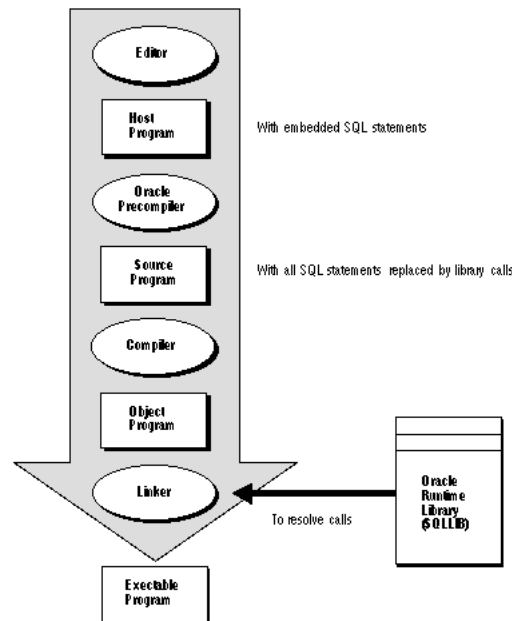 Editor
Host
Program
With embedded SQL statements
Oracle
Precompiler
Source
Program
With all SQL statements replaced by library calls
Compiler
Object
Program
Linker
To resolve calls
Oracle
Runtime
Library
(SQLLIB)
Exectable
Program